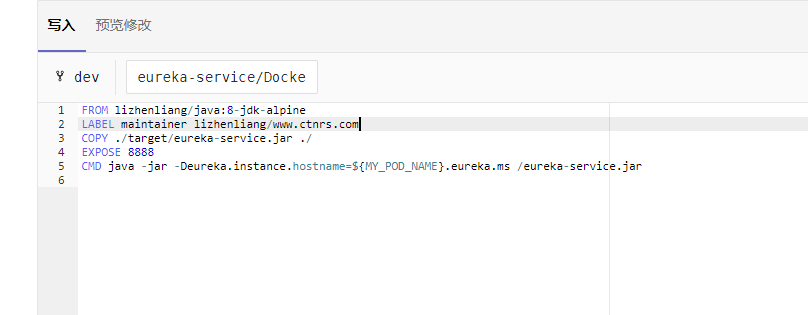 写入 预览修改
dev eureka-service/Docke
1 FROM lizhenliang/java:8-jdk-alpine
2 LABEL maintainer lizhenliang/www.ctnrs.com
3 COPY ./target/eureka-service.jar ./
4 EXPOSE 8888
5 CMD java -jar -Deureka.instance.hostname=${MY_POD_NAME}.eureka.ms /eureka-service.jar
6